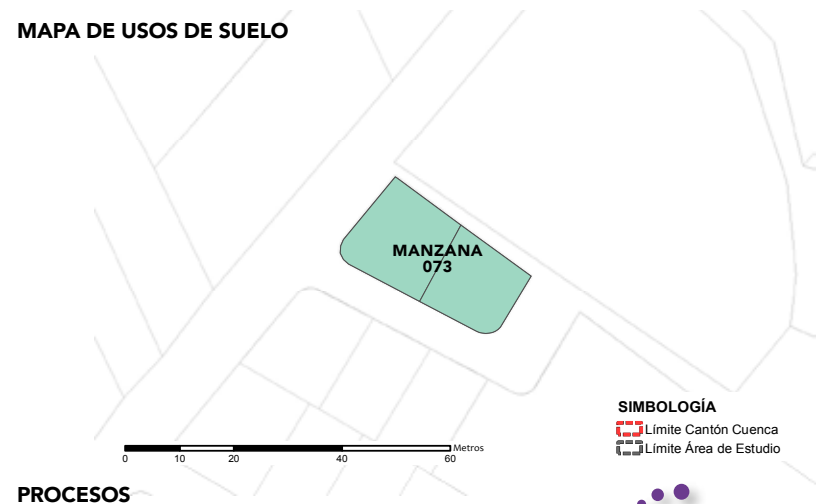 MAPA DE USOS DE SUELO
MANZANA
073
SIMBOLOGÍA
Límite Cantón Cuenca
Límite Área de Estudio
Metros
0 10 20 40 60
PROCESOS